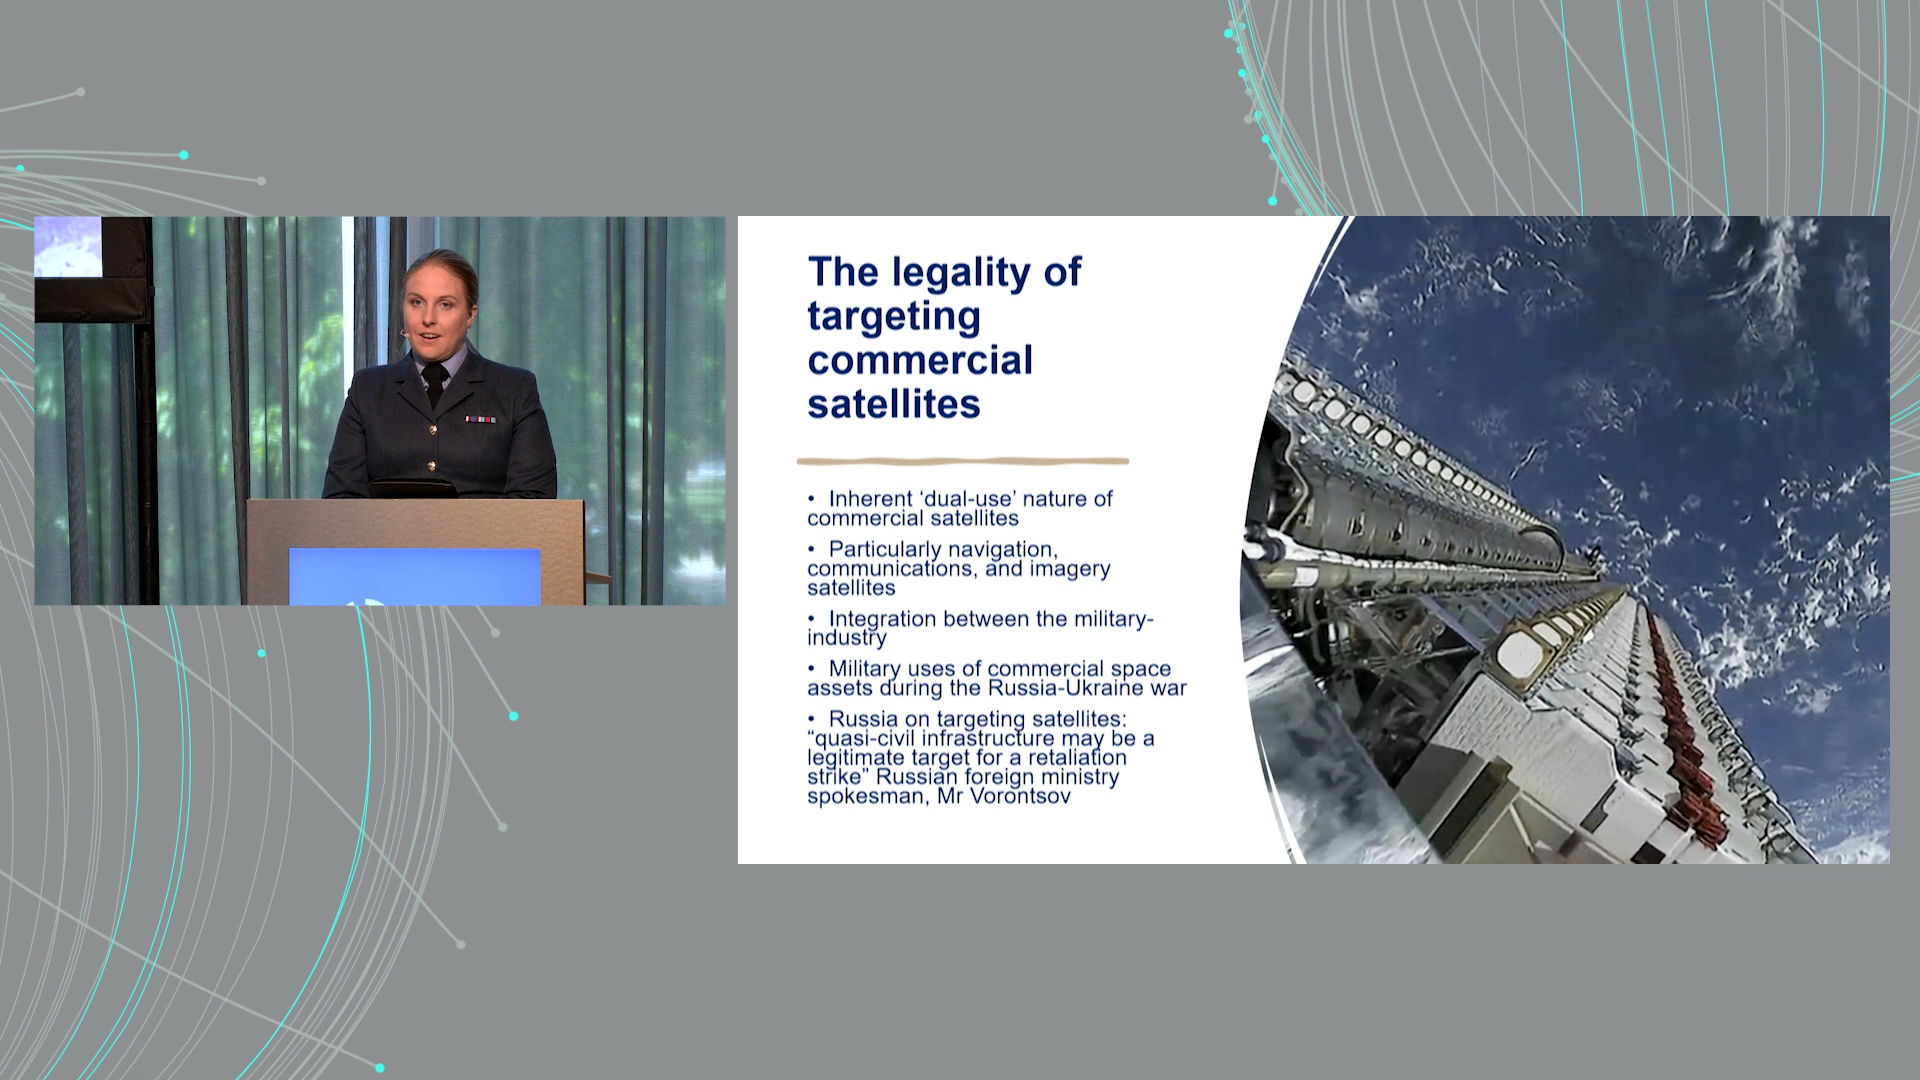 The legality of
targeting
commercial
satellites
• Inherent ‘dual-use’ nature of
commercial satellites
• Particularly navigation,
communications, and imagery
satellites
• Integration between the military-
industry
• Military uses of commercial space
assets during the Russia-Ukraine war
• Russia on targeting satellites:
“quasi-civil infrastructure may be a
legitimate target for a retaliation
strike” Russian foreign ministry
spokesman, Mr Vorontsov